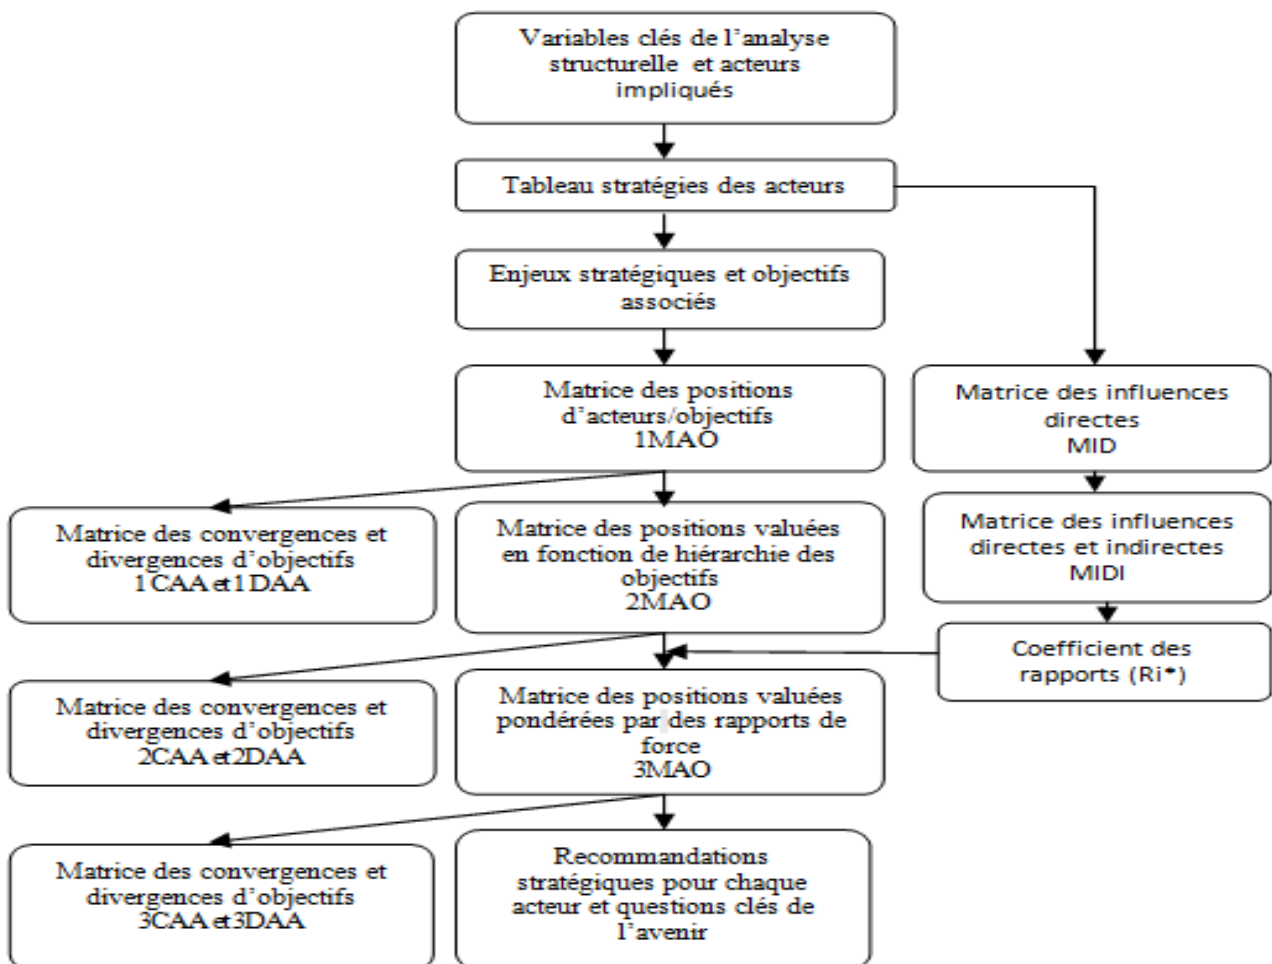 Variables clés de l'analyse
structurelle et acteurs
impliqués
Tableau stratégies des acteurs
Enjeux stratégiques et objectifs
associés
Matrice des positions
d'acteurs/objectifs
1MAO
Matrice des influences
directes
MID
Matrice des convergences et
divergences d'objectifs
1CAA et 1DAA
Matrice des positions valuées
en fonction de hiérarchie des
objectifs
2MAO
Matrice des influences
directes et indirectes
MIDI
Coefficient des
rapports (Ri*)
Matrice des convergences et
divergences d'objectifs
2CAA et 2DAA
Matrice des positions valuées
pondérées par des rapports de
force
3MAO
Matrice des convergences et
divergences d'objectifs
3CAA et 3DAA
Recommandations
stratégiques pour chaque
acteur et questions clés de
l'avenir